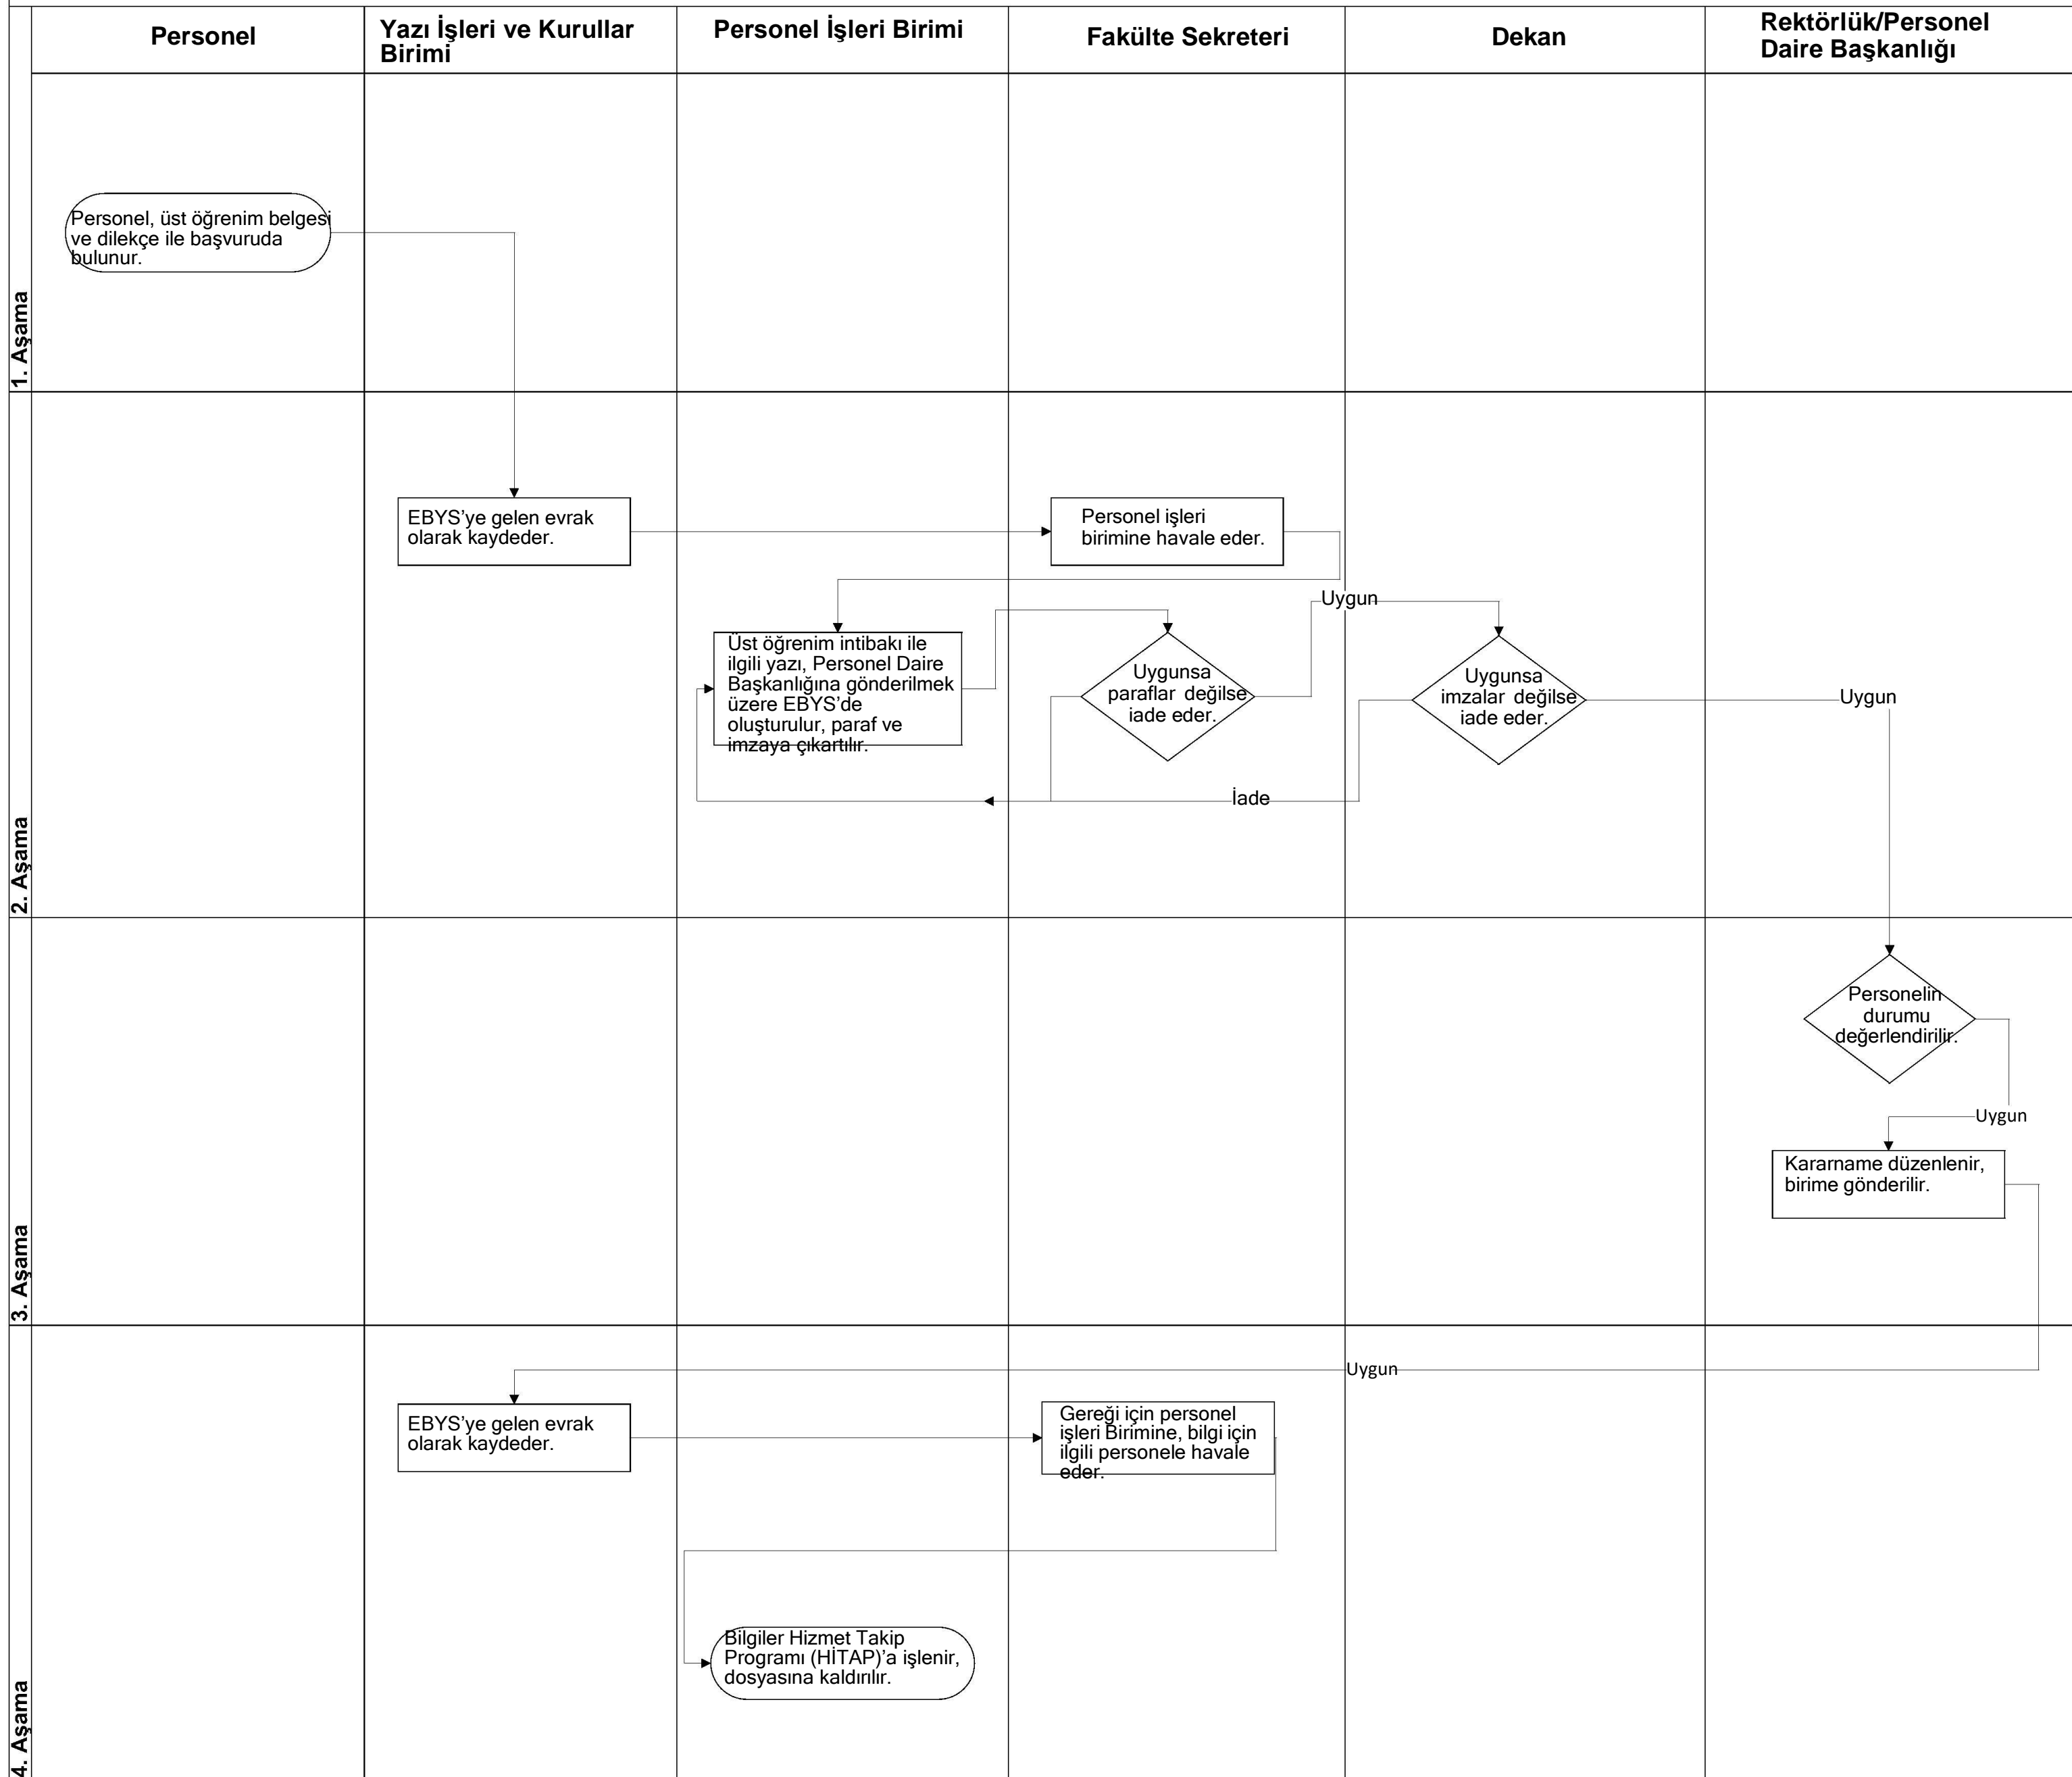 Personel
Yazı İşleri ve Kurullar
Birimi
Personel İşleri Birimi
Fakülte Sekreteri
Dekan
Rektörlük/Personel
Daire Başkanlığı
1. Aşama
Personel, üst öğrenim belgesi
ve dilekçe ile başvuruda
bulunur.
2. Aşama
EBYS’ye gelen evrak
olarak kaydeder.
Personel işleri
birimine havale eder.
Üst öğrenim intibakı ile
ilgili yazı, Personel Daire
Başkanlığına gönderilmek
üzere EBYS’de
oluşturulur, paraf ve
imzaya çıkartılır.
Uygunsa
paraflar değilse
iade eder.
Uygun
Uygunsa
imzalar değilse
iade eder.
Uygun
İade
3. Aşama
Personelin
durumu
değerlendirilir.
Uygun
Kararname düzenlenir,
birime gönderilir.
4. Aşama
Uygun
EBYS’ye gelen evrak
olarak kaydeder.
Gereği için personel
işleri Birimine, bilgi için
ilgili personele havale
eder.
Bilgiler Hizmet Takip
Programı (HİTAP)’a işlenir,
dosyasına kaldırılır.